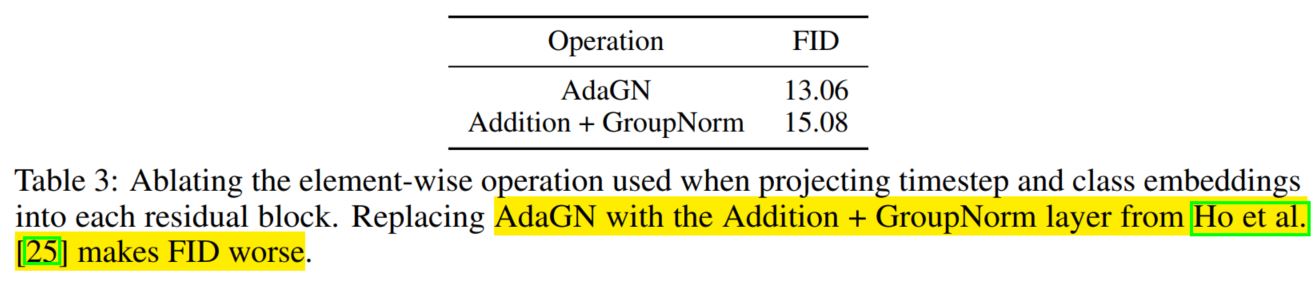 Operation FID
AdaGN 13.06
Addition + GroupNorm 15.08
Table 3: Ablating the element-wise operation used when projecting timestep and class embeddings
into each residual block. Replacing AdaGN with the Addition + GroupNorm layer from Ho et al.
[25] makes FID worse.